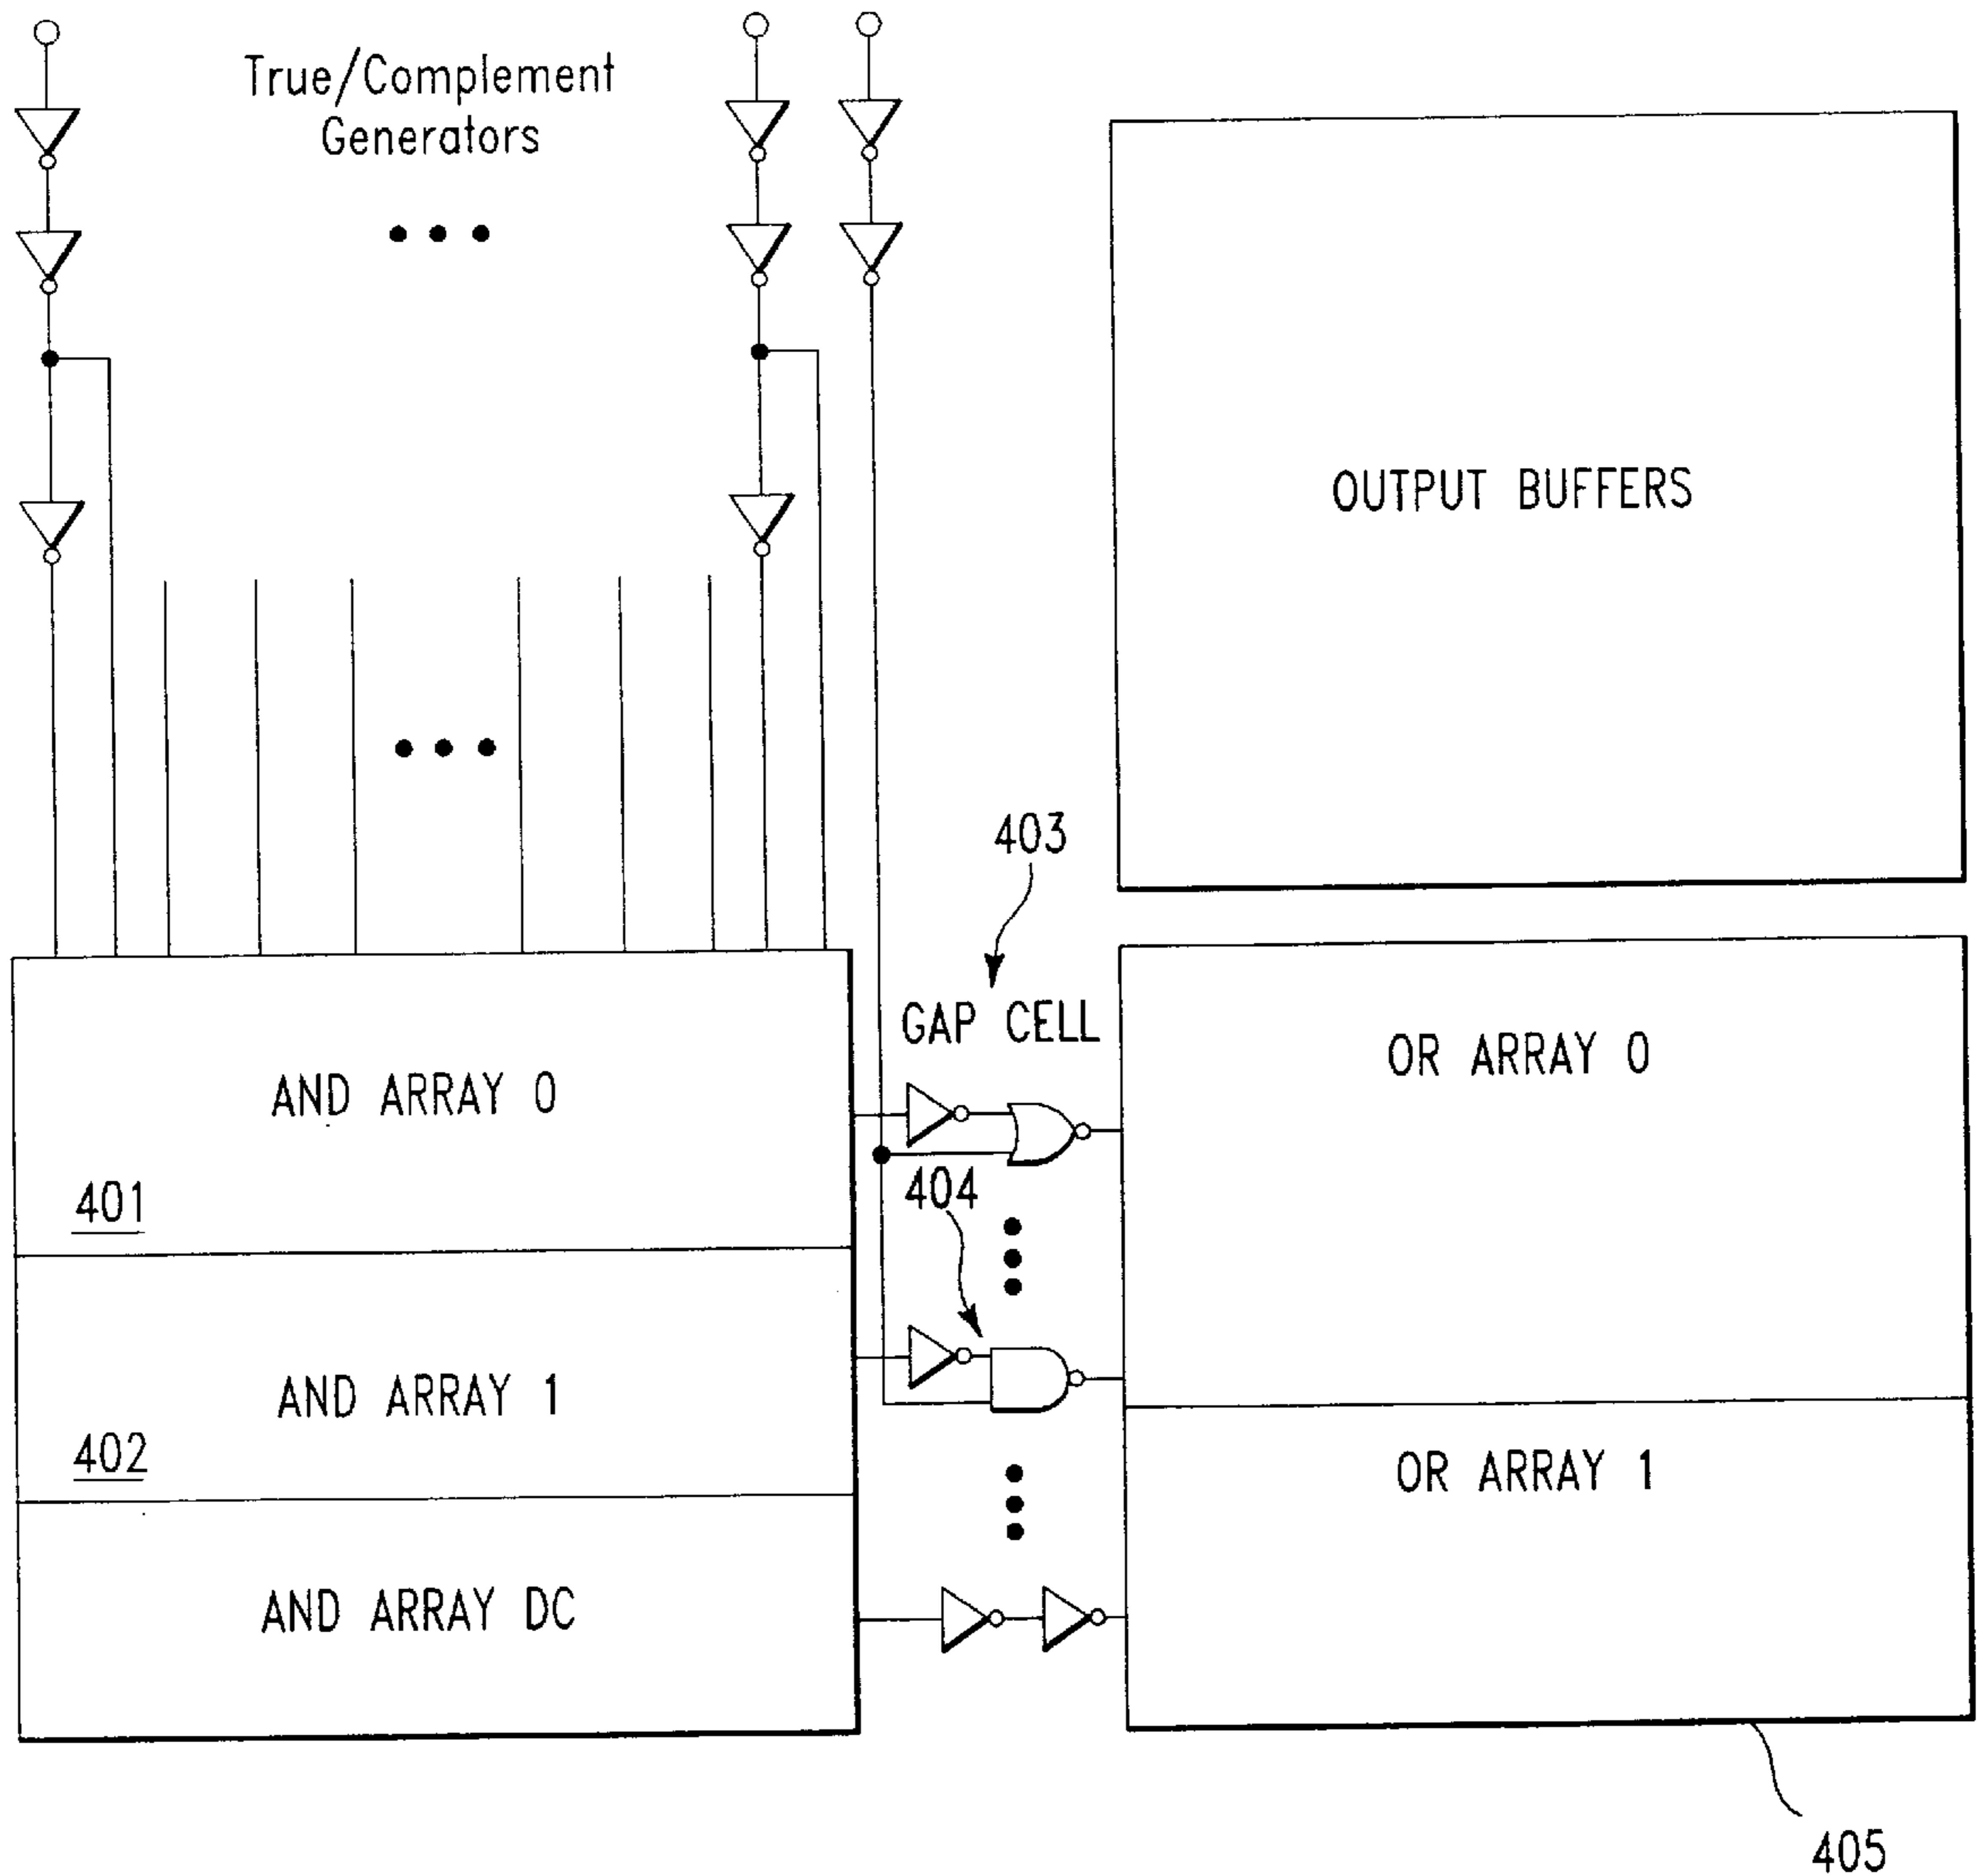 True/Complement
Generators
OUTPUT BUFFERS
403
GAP CELL
AND ARRAY 0
401
OR ARRAY 0
404
AND ARRAY 1
402
OR ARRAY 1
AND ARRAY DC
405